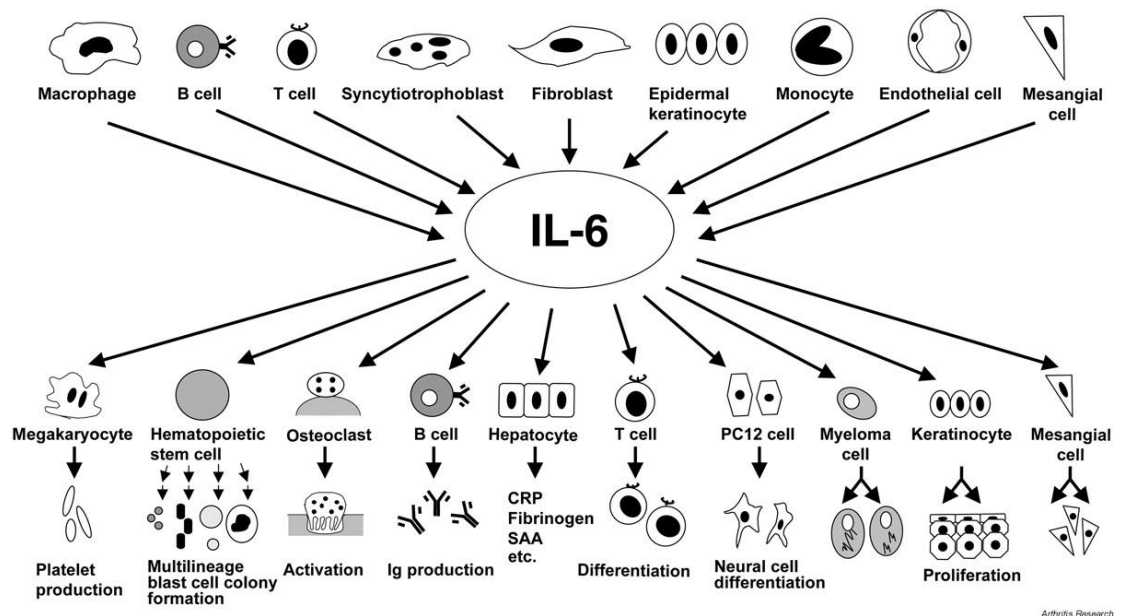 Macrophage
B cell
T cell
Syncytiotrophoblast
Fibroblast
Epidermal
keratinocyte
Monocyte
Endothelial cell
Mesangial
cell
IL-6
Megakaryocyte
Hematopoietic
stem cell
Osteoclast
B cell
Hepatocyte
T cell
PC12 cell
Myeloma
cell
Keratinocyte
Mesangial
cell
Platelet
production
Multilineage
blast cell colony
formation
Activation
Ig production
CRP
Fibrinogen
SAA
etc.
Differentiation
Neural cell
differentiation
Proliferation
Arthritis Research